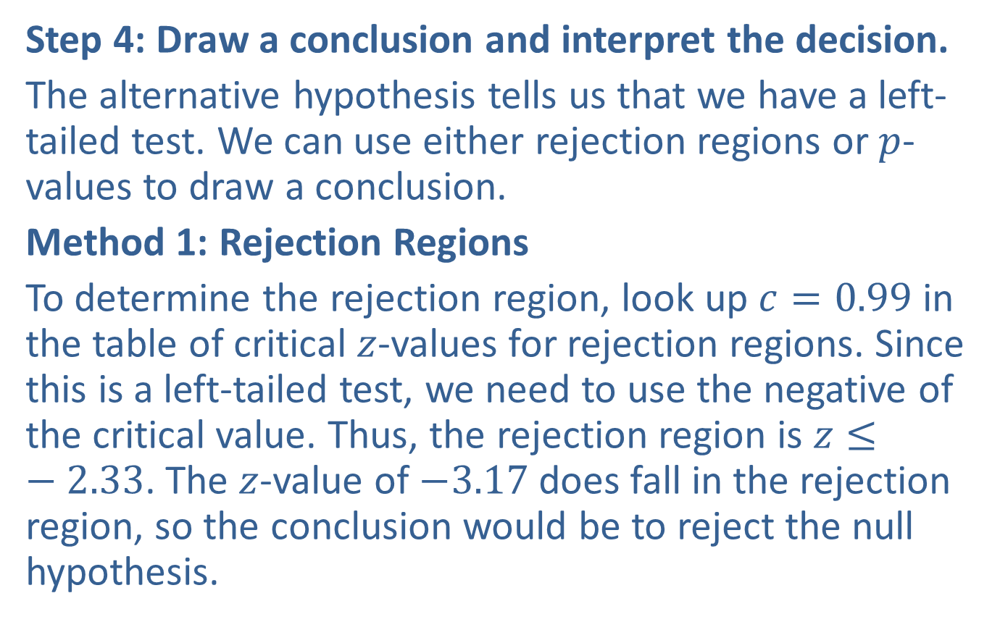 Step 4: Draw a conclusion and interpret the decision.
The alternative hypothesis tells us that we have a left-
tailed test. We can use either rejection regions or p-
values to draw a conclusion.
Method 1: Rejection Regions
To determine the rejection region, look up c = 0.99 in
the table of critical z-values for rejection regions. Since
this is a left-tailed test, we need to use the negative of
the critical value. Thus, the rejection region is z ≤
− 2.33. The z-value of −3.17 does fall in the rejection
region, so the conclusion would be to reject the null
hypothesis.